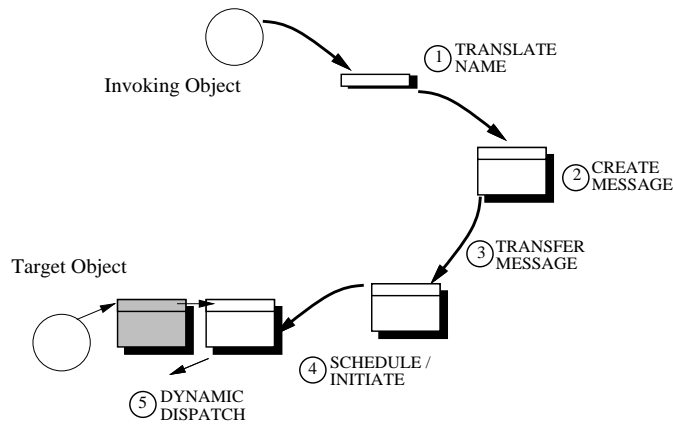 1 TRANSLATE
NAME
Invoking Object
2 CREATE
MESSAGE
3 TRANSFER
MESSAGE
Target Object
4 SCHEDULE /
INITIATE
5 DYNAMIC
DISPATCH